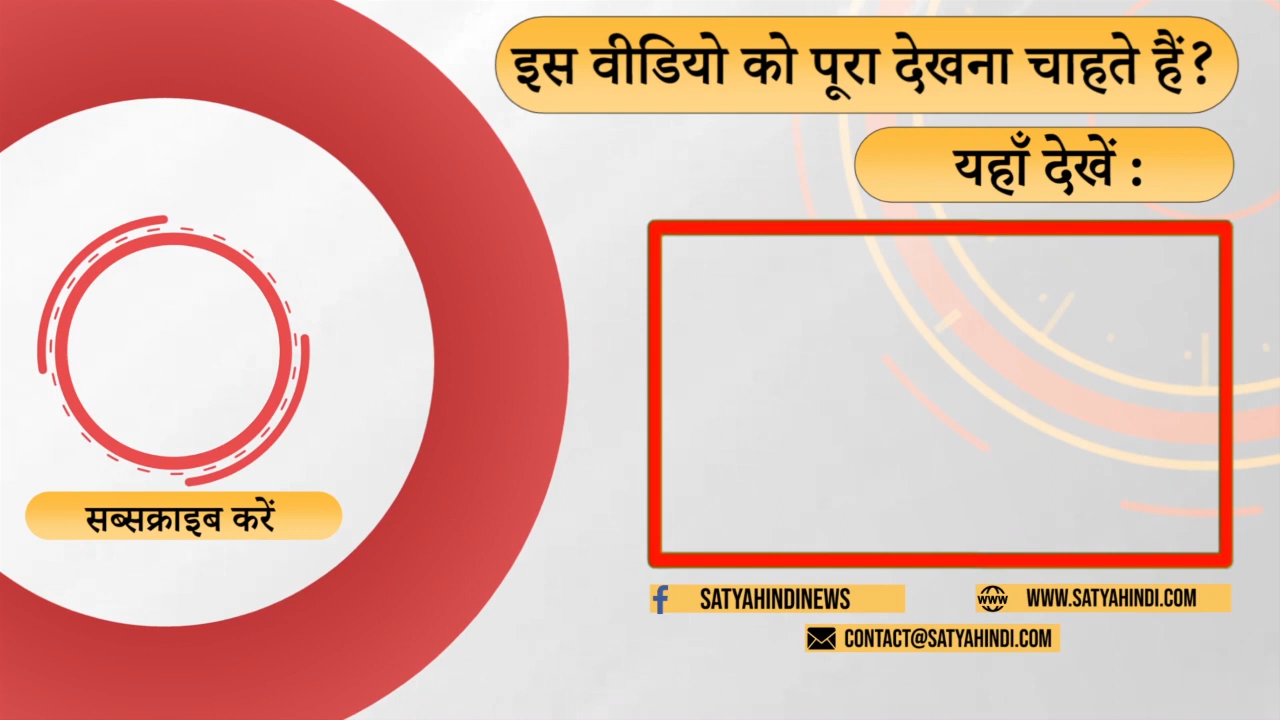 इस वीडियो को पूरा देखना चाहते हैं?
यहाँ देखें :
सब्सक्राइब करें
SATYAHINDINEWS
WWW.SATYAHINDI.COM
CONTACT@SATYAHINDI.COM